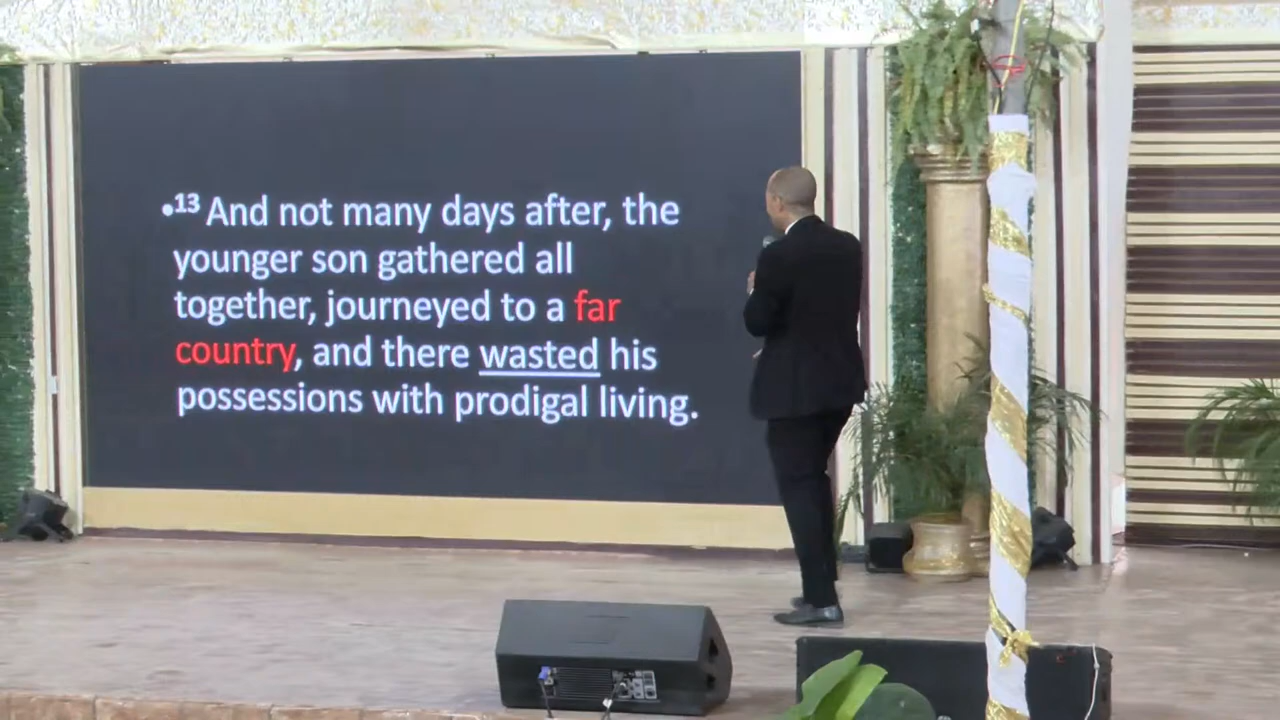 •¹³ And not many days after, the
younger son gathered all
together, journeyed to a far
country, and there wasted his
possessions with prodigal living.